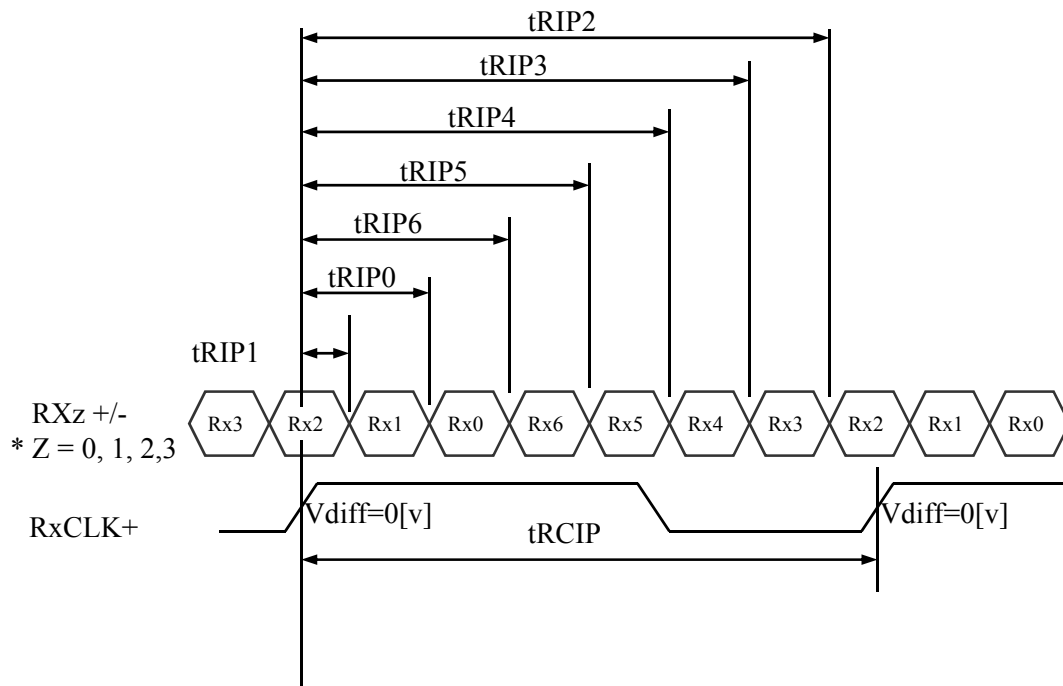 tRIP2
tRIP3
tRIP4
tRIP5
tRIP6
tRIP0
tRIP1
RXz +/-
* Z = 0, 1, 2,3
Rx3 Rx2 Rx1 Rx0 Rx6 Rx5 Rx4 Rx3 Rx2 Rx1 Rx0
RxCLK+
Vdiff=0[v] Vdiff=0[v]
tRCIP